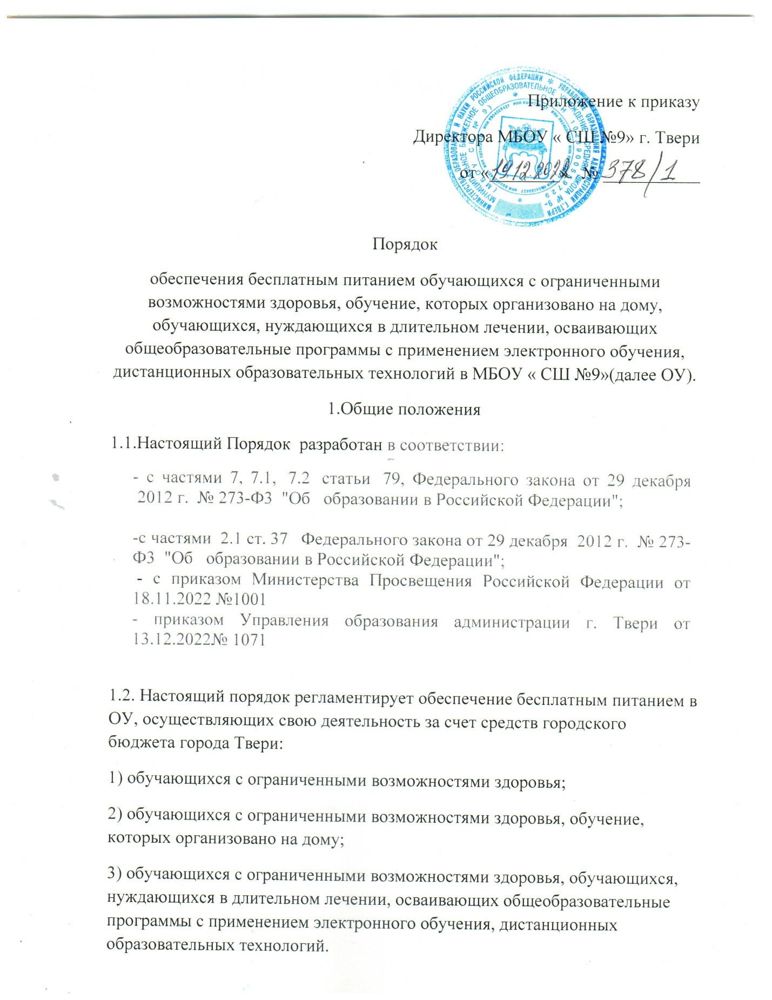 Приложение к приказу
Директора МБОУ « СШ №9» г. Твери
от «19.12.2022» № 378/1
Порядок
обеспечения бесплатным питанием обучающихся с ограниченными
возможностями здоровья, обучение, которых организовано на дому,
обучающихся, нуждающихся в длительном лечении, осваивающих
общеобразовательные программы с применением электронного обучения,
дистанционных образовательных технологий в МБОУ « СШ №9»(далее ОУ).
1.Общие положения
1.1.Настоящий Порядок разработан в соответствии:
- с частями 7, 7.1, 7.2 статьи 79, Федерального закона от 29 декабря
2012 г. № 273-ФЗ "Об образовании в Российской Федерации";
-с частями 2.1 ст. 37 Федерального закона от 29 декабря 2012 г. № 273-
ФЗ "Об образовании в Российской Федерации";
- с приказом Министерства Просвещения Российской Федерации от
18.11.2022 №1001
- приказом Управления образования администрации г. Твери от
13.12.2022№ 1071
1.2. Настоящий порядок регламентирует обеспечение бесплатным питанием в
ОУ, осуществляющих свою деятельность за счет средств городского
бюджета города Твери:
1) обучающихся с ограниченными возможностями здоровья;
2) обучающихся с ограниченными возможностями здоровья, обучение,
которых организовано на дому;
3) обучающихся с ограниченными возможностями здоровья, обучающихся,
нуждающихся в длительном лечении, осваивающих общеобразовательные
программы с применением электронного обучения, дистанционных
образовательных технологий.
МИНИСТЕРСТВО ОБРАЗОВАНИЯ И НАУКИ РОССИЙСКОЙ ФЕДЕРАЦИИ * УПРАВЛЕНИЕ ОБРАЗОВАНИЯ АДМИНИСТРАЦИИ Г.ТВЕРИ
МУНИЦИПАЛЬНОЕ БЮДЖЕТНОЕ ОБЩЕОБРАЗОВАТЕЛЬНОЕ УЧРЕЖДЕНИЕ «СРЕДНЯЯ ШКОЛА № 9»
(МБОУ СШ № 9)